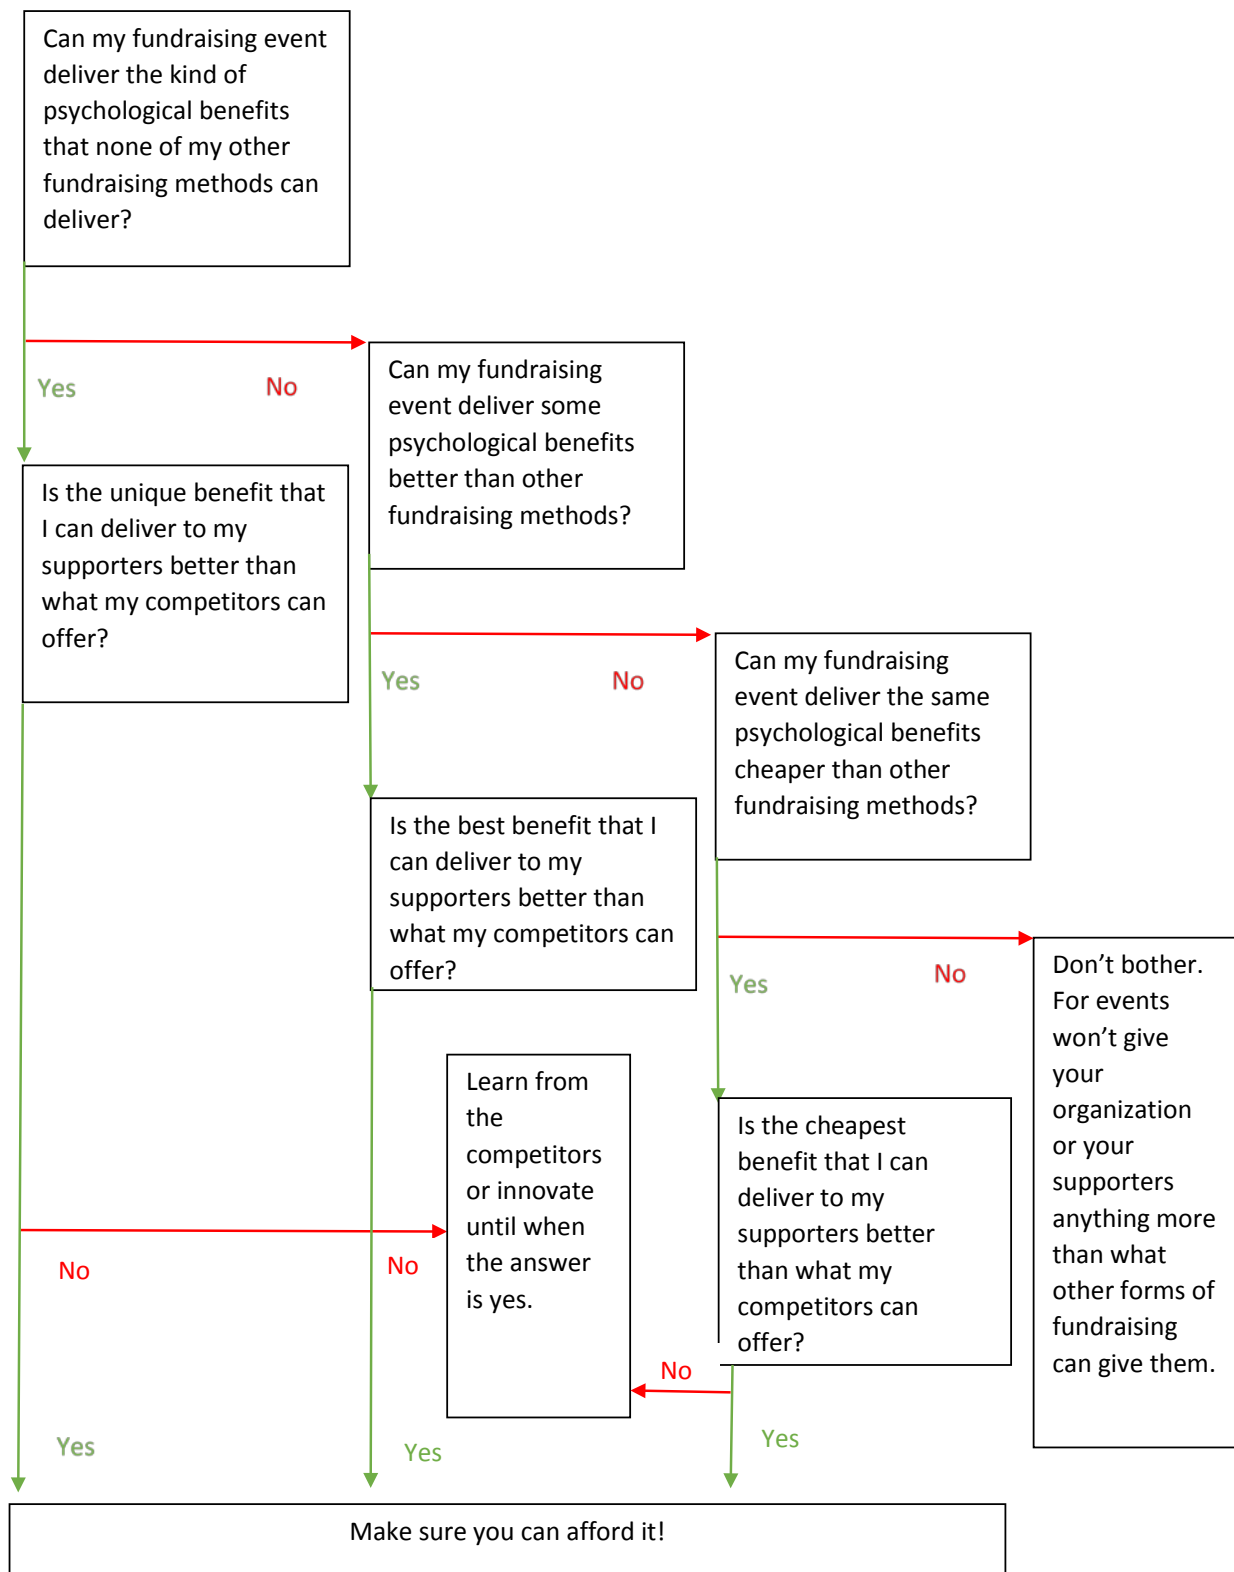 Can my fundraising event
deliver the kind of
psychological benefits
that none of my other
fundraising methods can
deliver?
Yes
No
Can my fundraising
event deliver some
psychological benefits
better than other
fundraising methods?
Is the unique benefit that
I can deliver to my
supporters better than
what my competitors can
offer?
Yes
No
Can my fundraising
event deliver the same
psychological benefits
cheaper than other
fundraising methods?
Is the best benefit that I
can deliver to my
supporters better than
what my competitors can
offer?
Yes
No
Don’t bother.
For events
won’t give
your
organization
or your
supporters
anything more
than what
other forms of
fundraising
can give them.
Learn from
the
competitors
or innovate
until when
the answer
is yes.
Is the cheapest
benefit that I can
deliver to my
supporters better
than what my
competitors can
offer?
No
No
No
Yes
Yes
Yes
Make sure you can afford it!